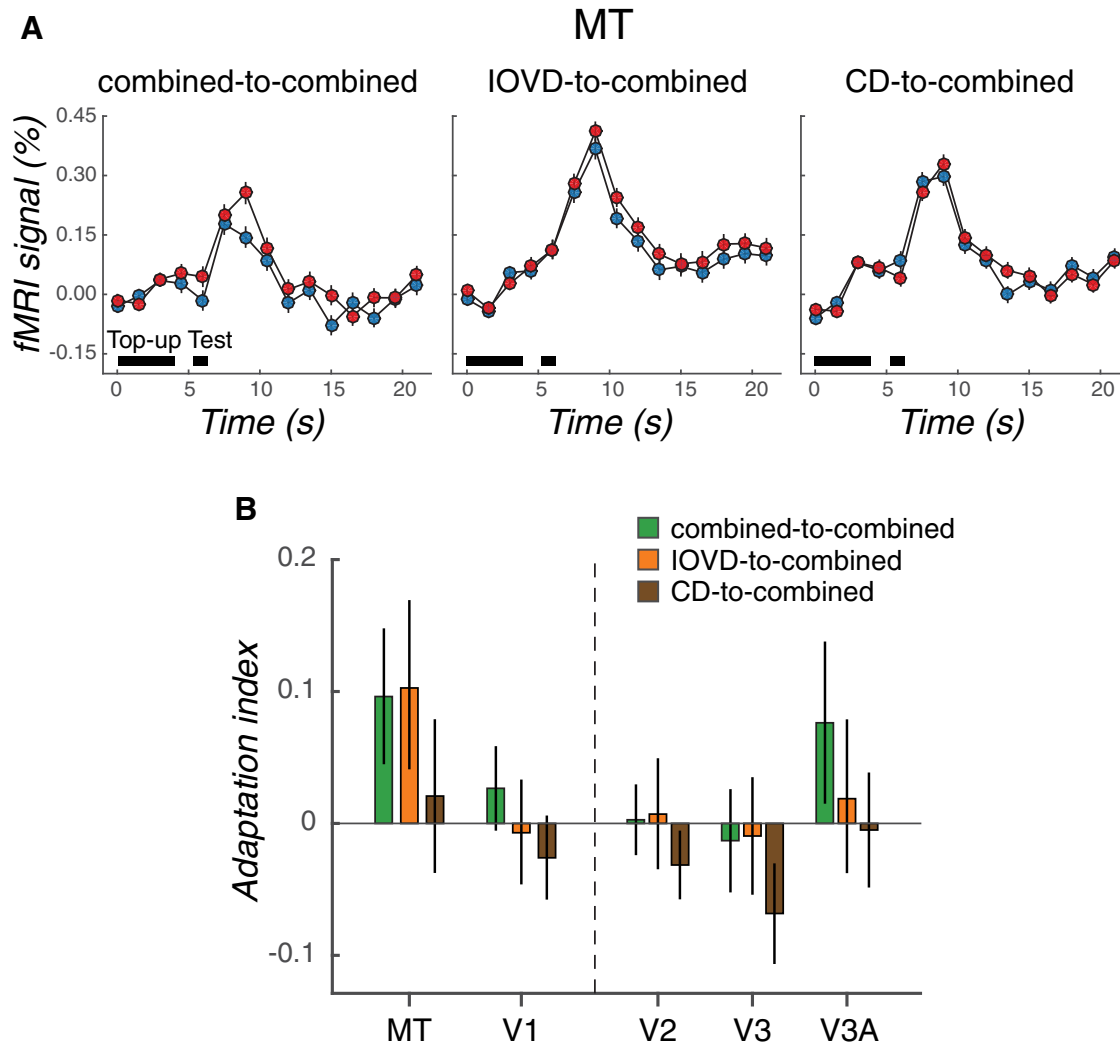 A
MT
combined-to-combined
IOVD-to-combined
CD-to-combined
fMRI signal (%)
0.45
0.30
0.15
0.00
-0.15
Top-up Test
0 5 10 15 20
0 5 10 15 20
0 5 10 15 20
Time (s)
Time (s)
Time (s)
B
combined-to-combined
IOVD-to-combined
CD-to-combined
Adaptation index
0.2
0.1
0
-0.1
MT V1 V2 V3 V3A